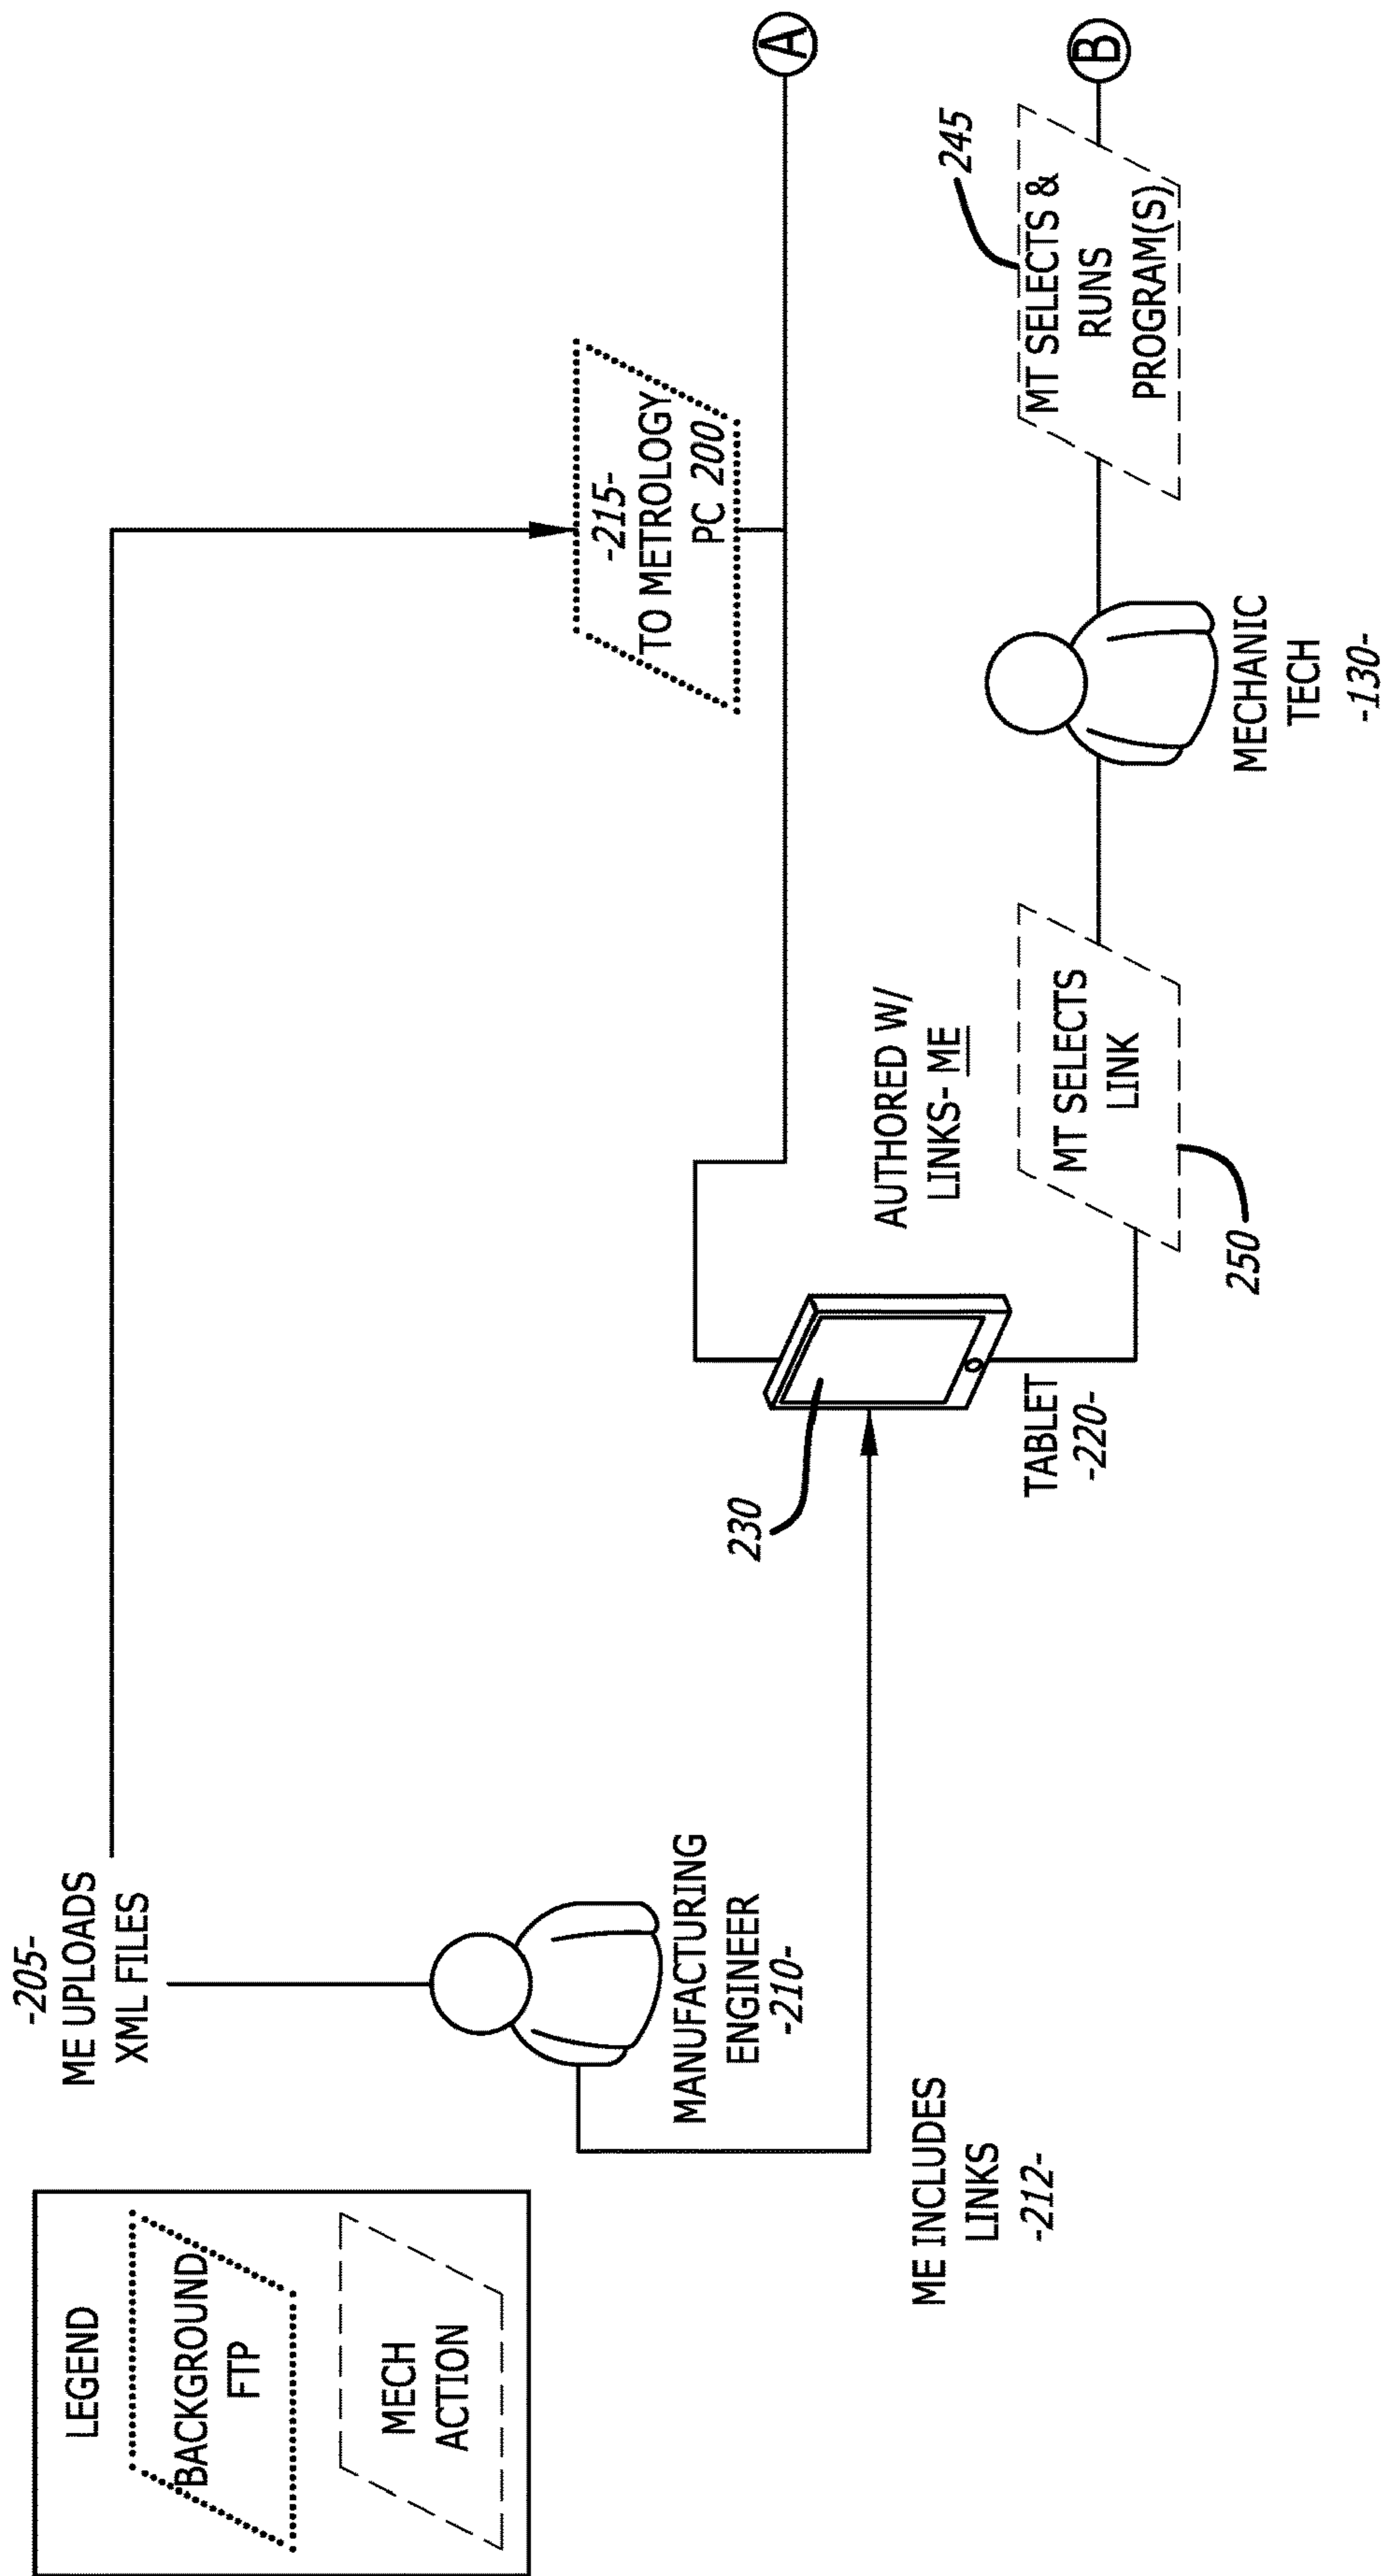 LEGEND
BACKGROUND
FTP
MECH
ACTION
-205-
ME UPLOADS
XML FILES
MANUFACTURING
ENGINEER
-210-
ME INCLUDES
LINKS
-212-
-215-
TO METROLOGY
PC 200
A
230
TABLET
-220-
AUTHORED W/
LINKS- ME
MT SELECTS
LINK
250
MECHANIC
TECH
-130-
245
MT SELECTS &
RUNS
PROGRAM(S)
B